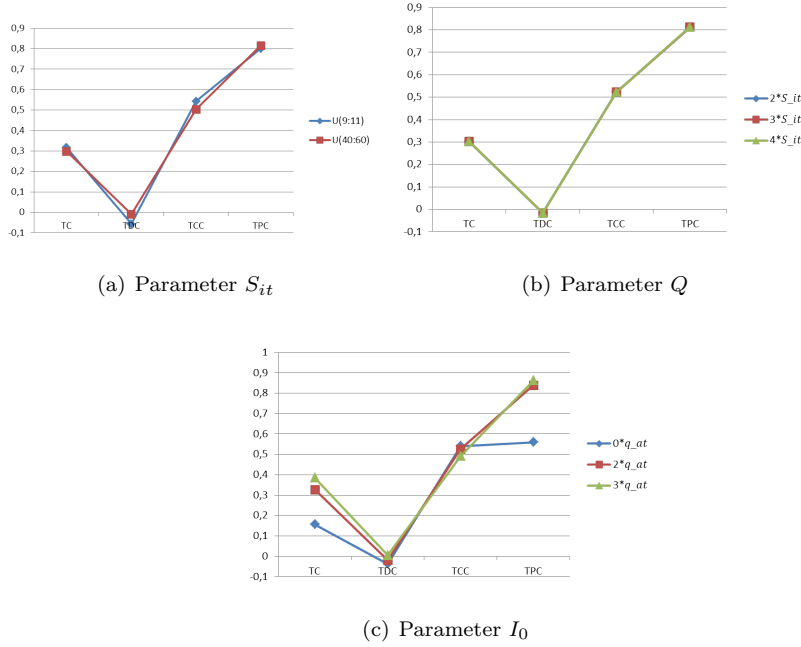 0,9
0,8
0,7
0,6
0,5
0,4
0,3
0,2
0,1
0
-0,1
TC TDC TCC TPC
U(9:11)
U(40:60)
(a) Parameter S_it
0,9
0,8
0,7
0,6
0,5
0,4
0,3
0,2
0,1
0
-0,1
TC TDC TCC TPC
2*S_it
3*S_it
4*S_it
(b) Parameter Q
1
0,9
0,8
0,7
0,6
0,5
0,4
0,3
0,2
0,1
0
-0,1
TC TDC TCC TPC
0*q_at
2*q_at
3*q_at
(c) Parameter I_0